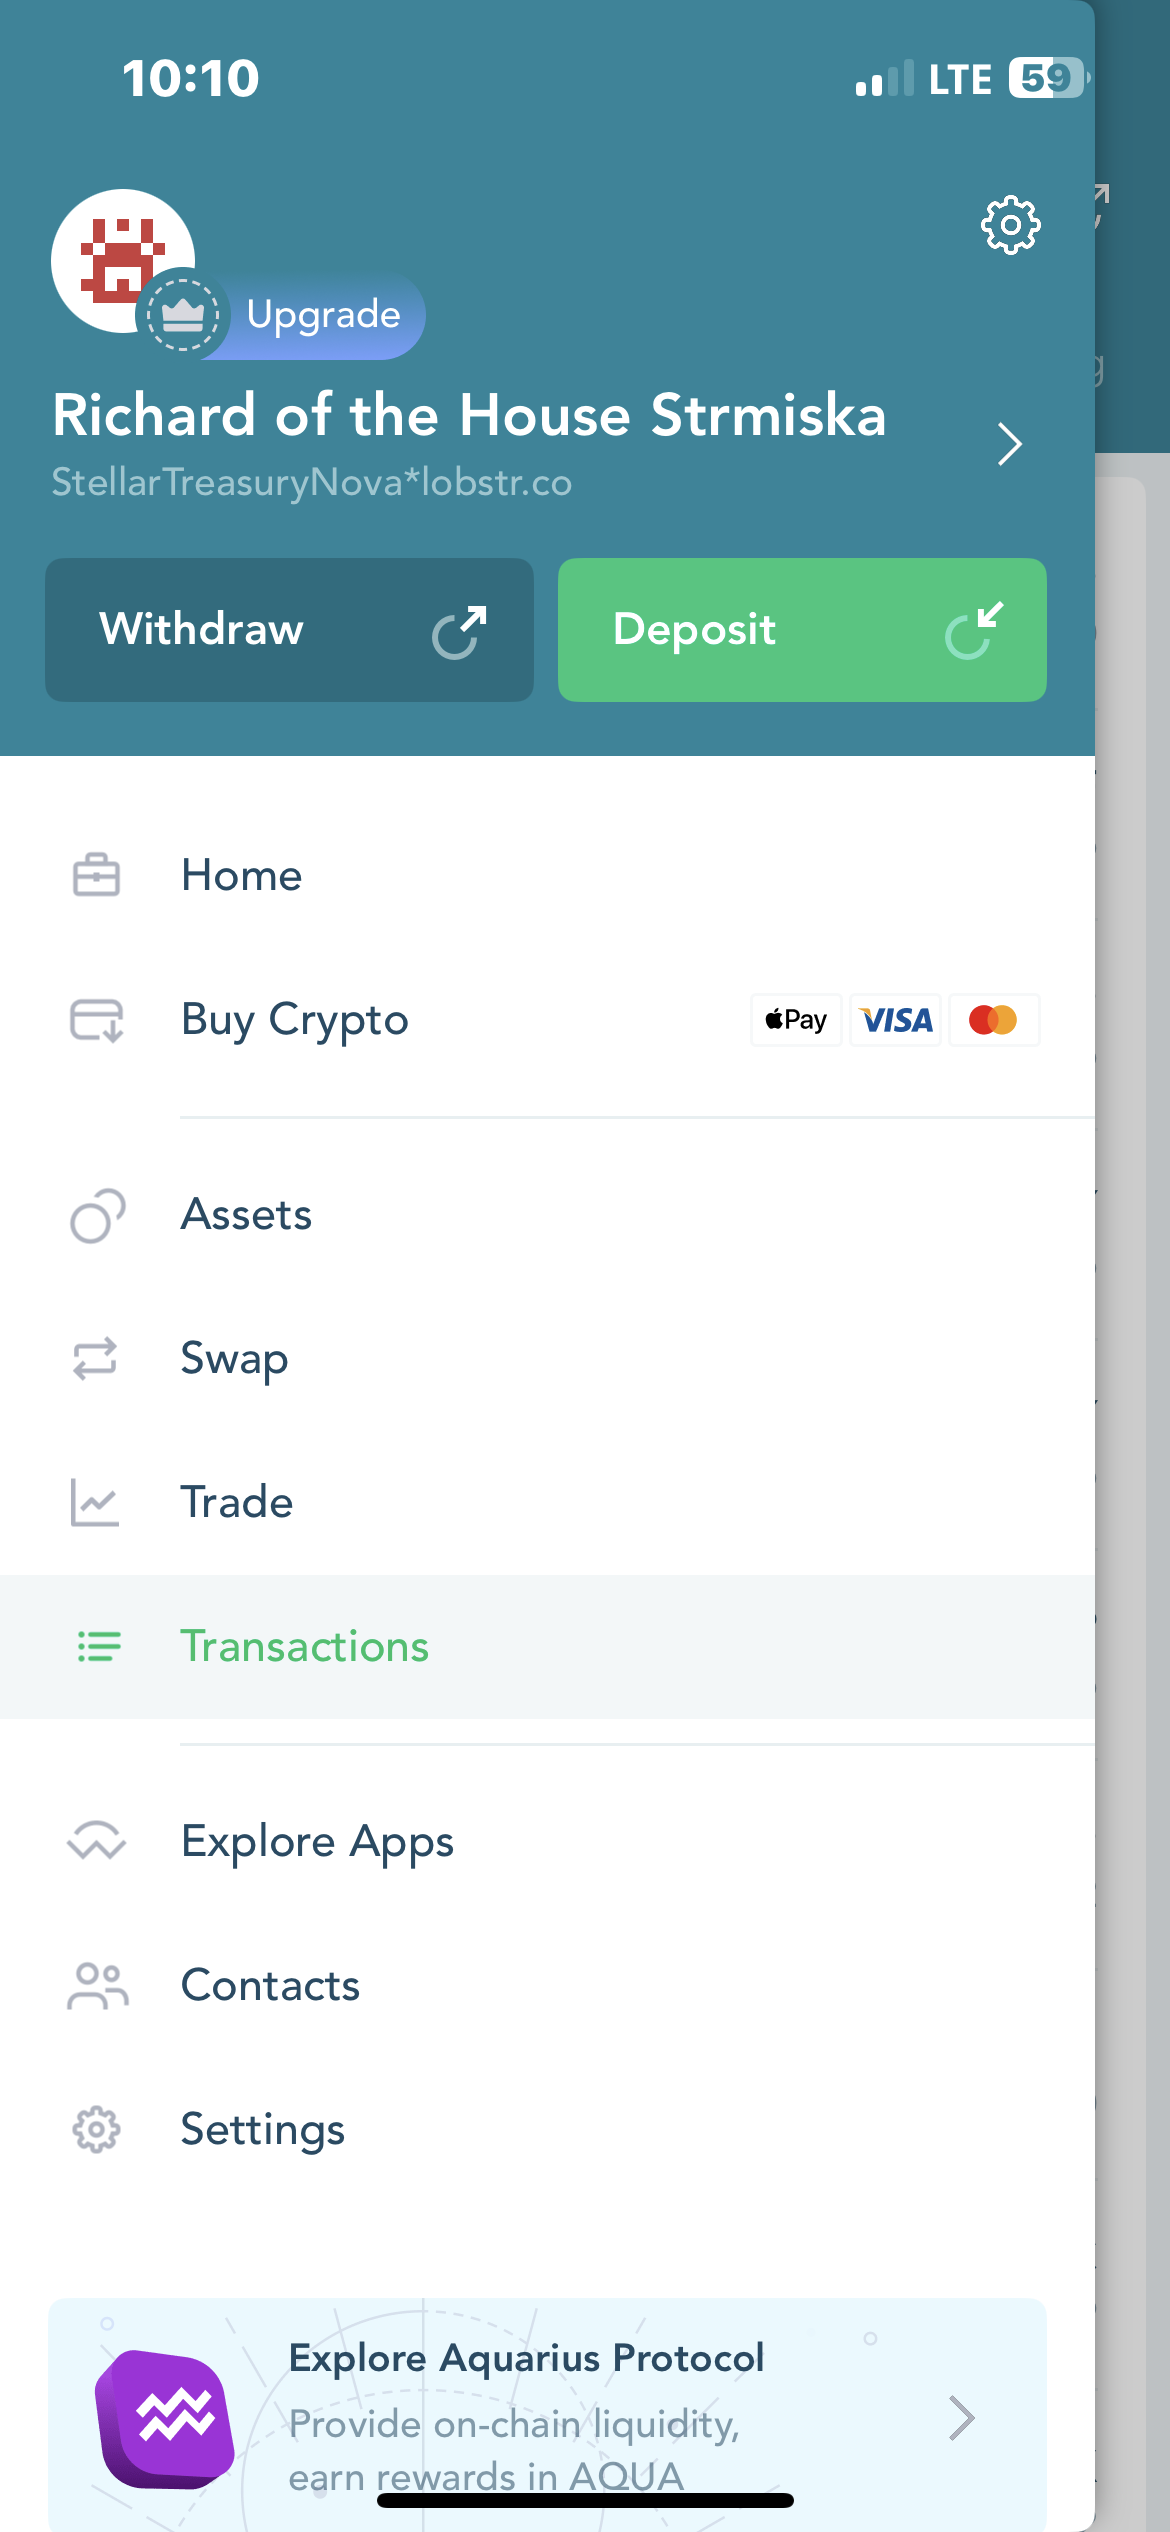 10:10
LTE 59
Upgrade
Richard of the House Strmiska
StellarTreasuryNova*lobstr.co
Withdraw
Deposit
Home
Buy Crypto
Pay VISA
Assets
Swap
Trade
Transactions
Explore Apps
Contacts
Settings
Explore Aquarius Protocol
Provide on-chain liquidity,
earn rewards in AQUA